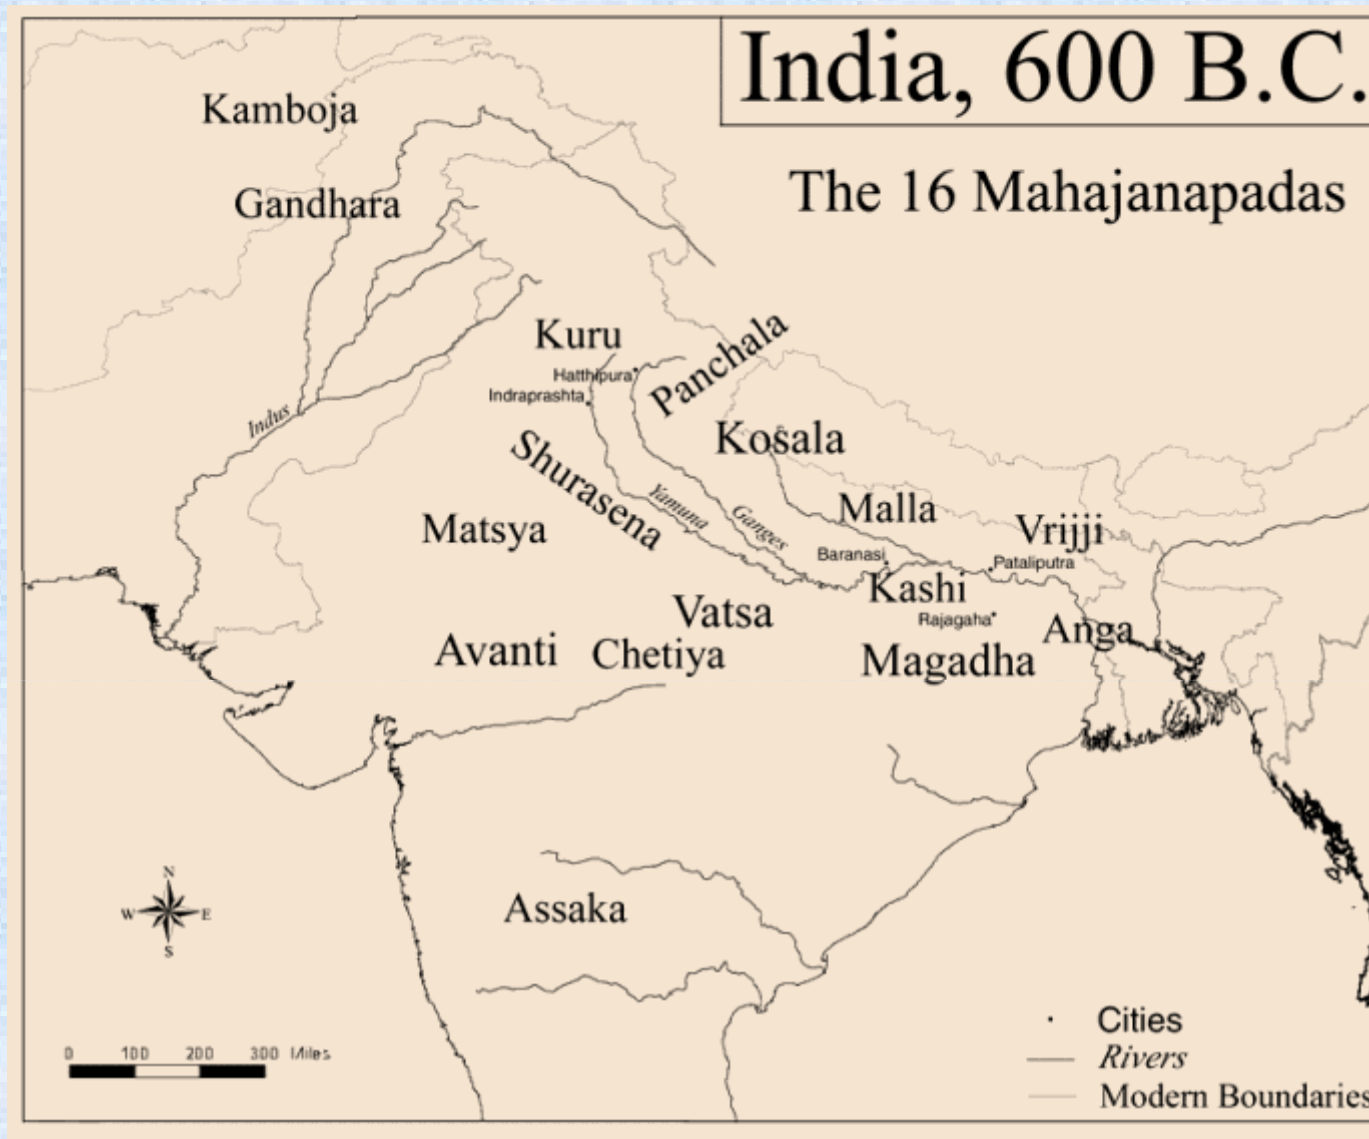 India, 600 B.C.
The 16 Mahajanapadas
Kamboja
Gandhara
Kuru
Panchala
Hatthipura
Indraprashta
Indus
Kosala
Shurasena
Yamuna
Ganges
Malla
Matsya
Vrijji
Baranasi
Pataliputra
Kashi
Vatsa
Rajagaha
Anga
Avanti
Chetiya
Magadha
N
W
E
S
Assaka
Cities
Rivers
Modern Boundaries
0 100 200 300 Miles